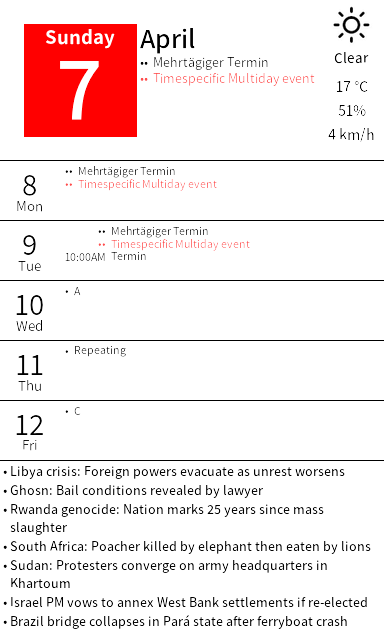 Sunday
7
April
•• Mehrtägiger Termin
•• Timespecific Multiday event
Clear
17 °C
51%
4 km/h
8
Mon
•• Mehrtägiger Termin
•• Timespecific Multiday event
9
Tue
•• Mehrtägiger Termin
•• Timespecific Multiday event
10:00AM Termin
10
Wed
• A
11
Thu
• Repeating
12
Fri
• C
• Libya crisis: Foreign powers evacuate as unrest worsens
• Ghosn: Bail conditions revealed by lawyer
• Rwanda genocide: Nation marks 25 years since mass
slaughter
• South Africa: Poacher killed by elephant then eaten by lions
• Sudan: Protesters converge on army headquarters in
Khartoum
• Israel PM vows to annex West Bank settlements if re-elected
• Brazil bridge collapses in Pará state after ferryboat crash